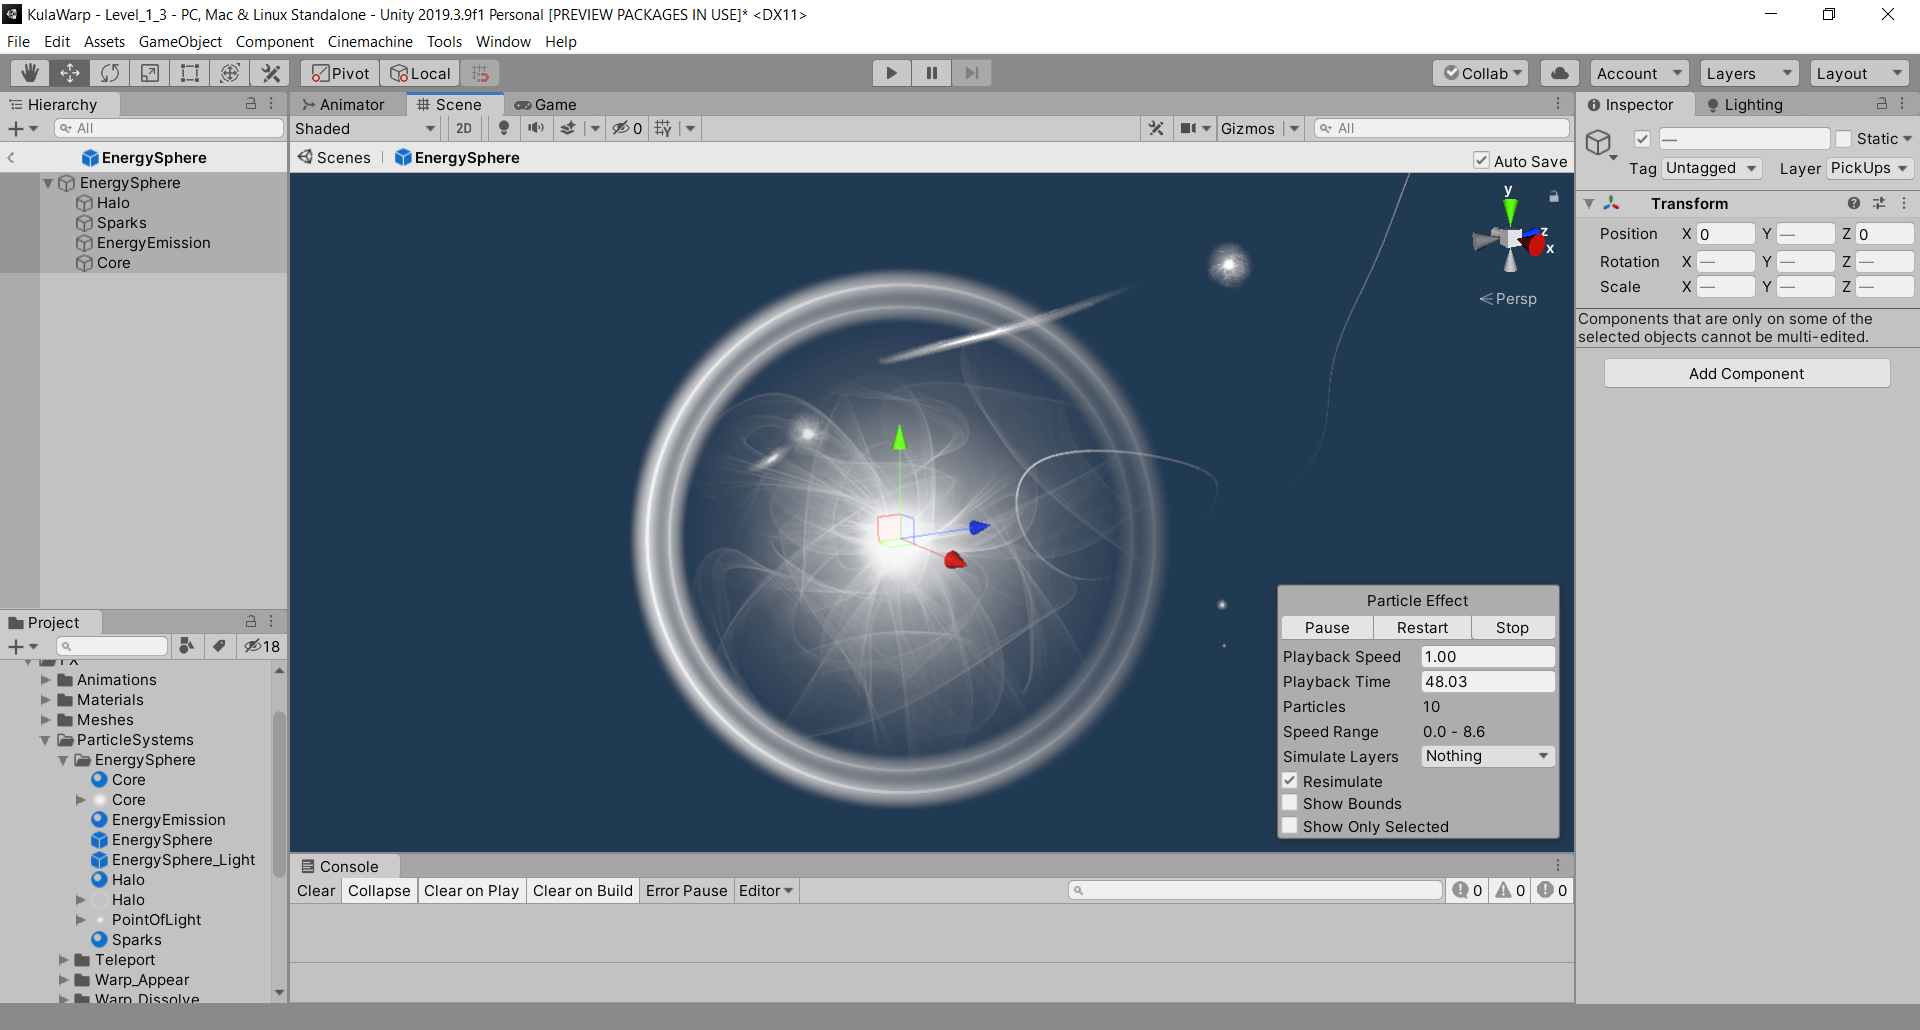 KulaWarp - Level_1_3 - PC, Mac & Linux Standalone - Unity 2019.3.9f1 Personal [PREVIEW PACKAGES IN USE]* <DX11>
File Edit Assets GameObject Component Cinemachine Tools Window Help
Pivot Local Collab Account Layers Layout
Hierarchy
All
EnergySphere
EnergySphere
Halo
Sparks
EnergyEmission
Core
Project
18
FX
Animations
Materials
Meshes
ParticleSystems
EnergySphere
Core
Core
EnergyEmission
EnergySphere
EnergySphere_Light
Halo
Halo
PointOfLight
Sparks
Teleport
Warp_Appear
Warp_Dissolve
Animator Scene Game
Shaded 2D 0 Gizmos All
Scenes EnergySphere Auto Save
y
z
x
Persp
Particle Effect
Pause Restart Stop
Playback Speed 1.00
Playback Time 48.03
Particles 10
Speed Range 0.0 - 8.6
Simulate Layers Nothing
Resimulate
Show Bounds
Show Only Selected
Console
Clear Collapse Clear on Play Clear on Build Error Pause Editor 0 0 0
Inspector Lighting
— Static
Tag Untagged Layer PickUps
Transform
Position X 0 Y — Z 0
Rotation X — Y — Z —
Scale X — Y — Z —
Components that are only on some of the
selected objects cannot be multi-edited.
Add Component